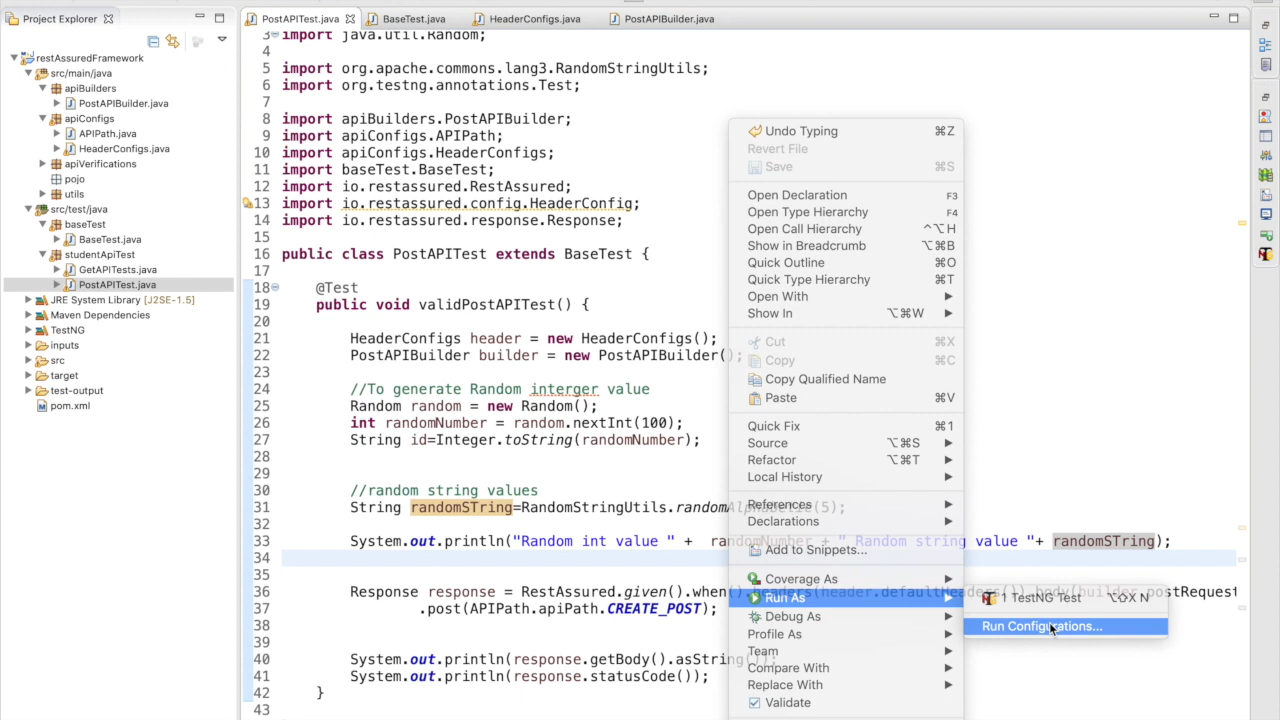 Project Explorer
restAssuredFramework
src/main/java
apiBuilders
PostAPIBuilder.java
apiConfigs
APIPath.java
HeaderConfigs.java
apiVerifications
pojo
utils
src/test/java
baseTest
BaseTest.java
studentApiTest
GetAPITests.java
PostAPITest.java
JRE System Library [J2SE-1.5]
Maven Dependencies
TestNG
inputs
src
target
test-output
pom.xml
PostAPITest.java BaseTest.java HeaderConfigs.java PostAPIBuilder.java
3 import java.util.Random;
4
5 import org.apache.commons.lang3.RandomStringUtils;
6 import org.testng.annotations.Test;
7
8 import apiBuilders.PostAPIBuilder;
9 import apiConfigs.APIPath;
10 import apiConfigs.HeaderConfigs;
11 import baseTest.BaseTest;
12 import io.restassured.RestAssured;
13 import io.restassured.config.HeaderConfig;
14 import io.restassured.response.Response;
15
16 public class PostAPITest extends BaseTest {
17
18 @Test
19 public void validPostAPITest() {
20
21 HeaderConfigs header = new HeaderConfigs();
22 PostAPIBuilder builder = new PostAPIBuilder();
23
24 //To generate Random interger value
25 Random random = new Random();
26 int randomNumber = random.nextInt(100);
27 String id=Integer.toString(randomNumber);
28
29
30 //random string values
31 String randomSTring=RandomStringUtils.randomAlphabetic(5);
32
33 System.out.println("Random int value " + randomNumber + " Random string value "+ randomSTring);
34
35
36 Response response = RestAssured.given().when().headers(header.defaultHeaders()).body(builder.postRequest
37 .post(APIPath.apiPath.CREATE_POST);
38
39
40 System.out.println(response.getBody().asString());
41 System.out.println(response.statusCode());
42 }
43
Undo Typing ⌘Z
Revert File
Save ⌘S
Open Declaration F3
Open Type Hierarchy F4
Open Call Hierarchy ^⌥H
Show in Breadcrumb ⌥⌘B
Quick Outline ⌘O
Quick Type Hierarchy ⌘T
Open With
Show In ⌥⌘W
Cut ⌘X
Copy ⌘C
Copy Qualified Name
Paste ⌘V
Quick Fix ⌘1
Source ⌥⌘S
Refactor ⌥⌘T
Local History
References
Declarations
Add to Snippets...
Coverage As
Run As
Debug As
Profile As
Team
Compare With
Replace With
Validate
1 TestNG Test ⌥⇧X N
Run Configurations...